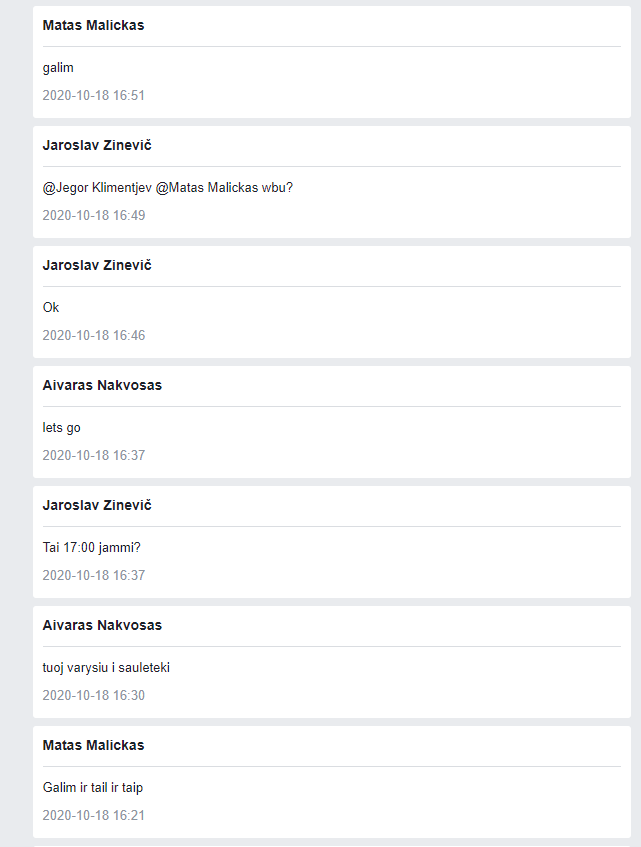 Matas Malickas
galim
2020-10-18 16:51
Jaroslav Zinevič
@Jegor Klimentjev @Matas Malickas wbu?
2020-10-18 16:49
Jaroslav Zinevič
Ok
2020-10-18 16:46
Aivaras Nakvosas
lets go
2020-10-18 16:37
Jaroslav Zinevič
Tai 17:00 jammi?
2020-10-18 16:37
Aivaras Nakvosas
tuoj varysiu i sauleteki
2020-10-18 16:30
Matas Malickas
Galim ir tail ir taip
2020-10-18 16:21